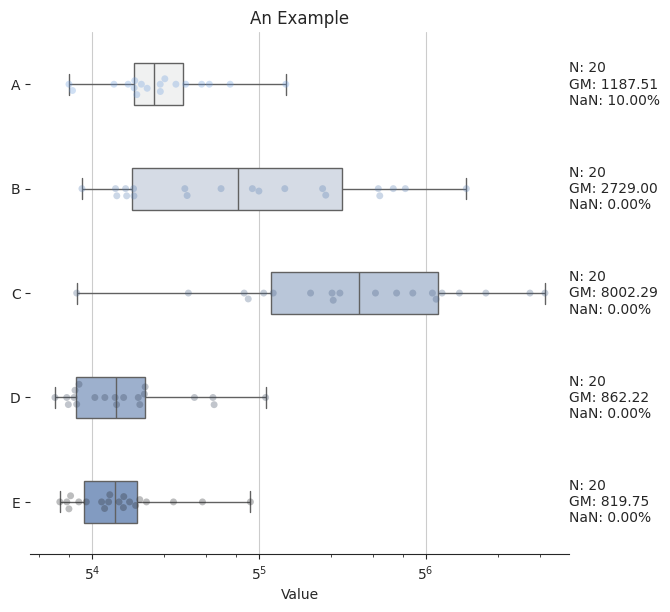 An Example
A
N: 20
GM: 1187.51
NaN: 10.00%
B
N: 20
GM: 2729.00
NaN: 0.00%
C
N: 20
GM: 8002.29
NaN: 0.00%
D
N: 20
GM: 862.22
NaN: 0.00%
E
N: 20
GM: 819.75
NaN: 0.00%
5⁴ 5⁵ 5⁶
Value